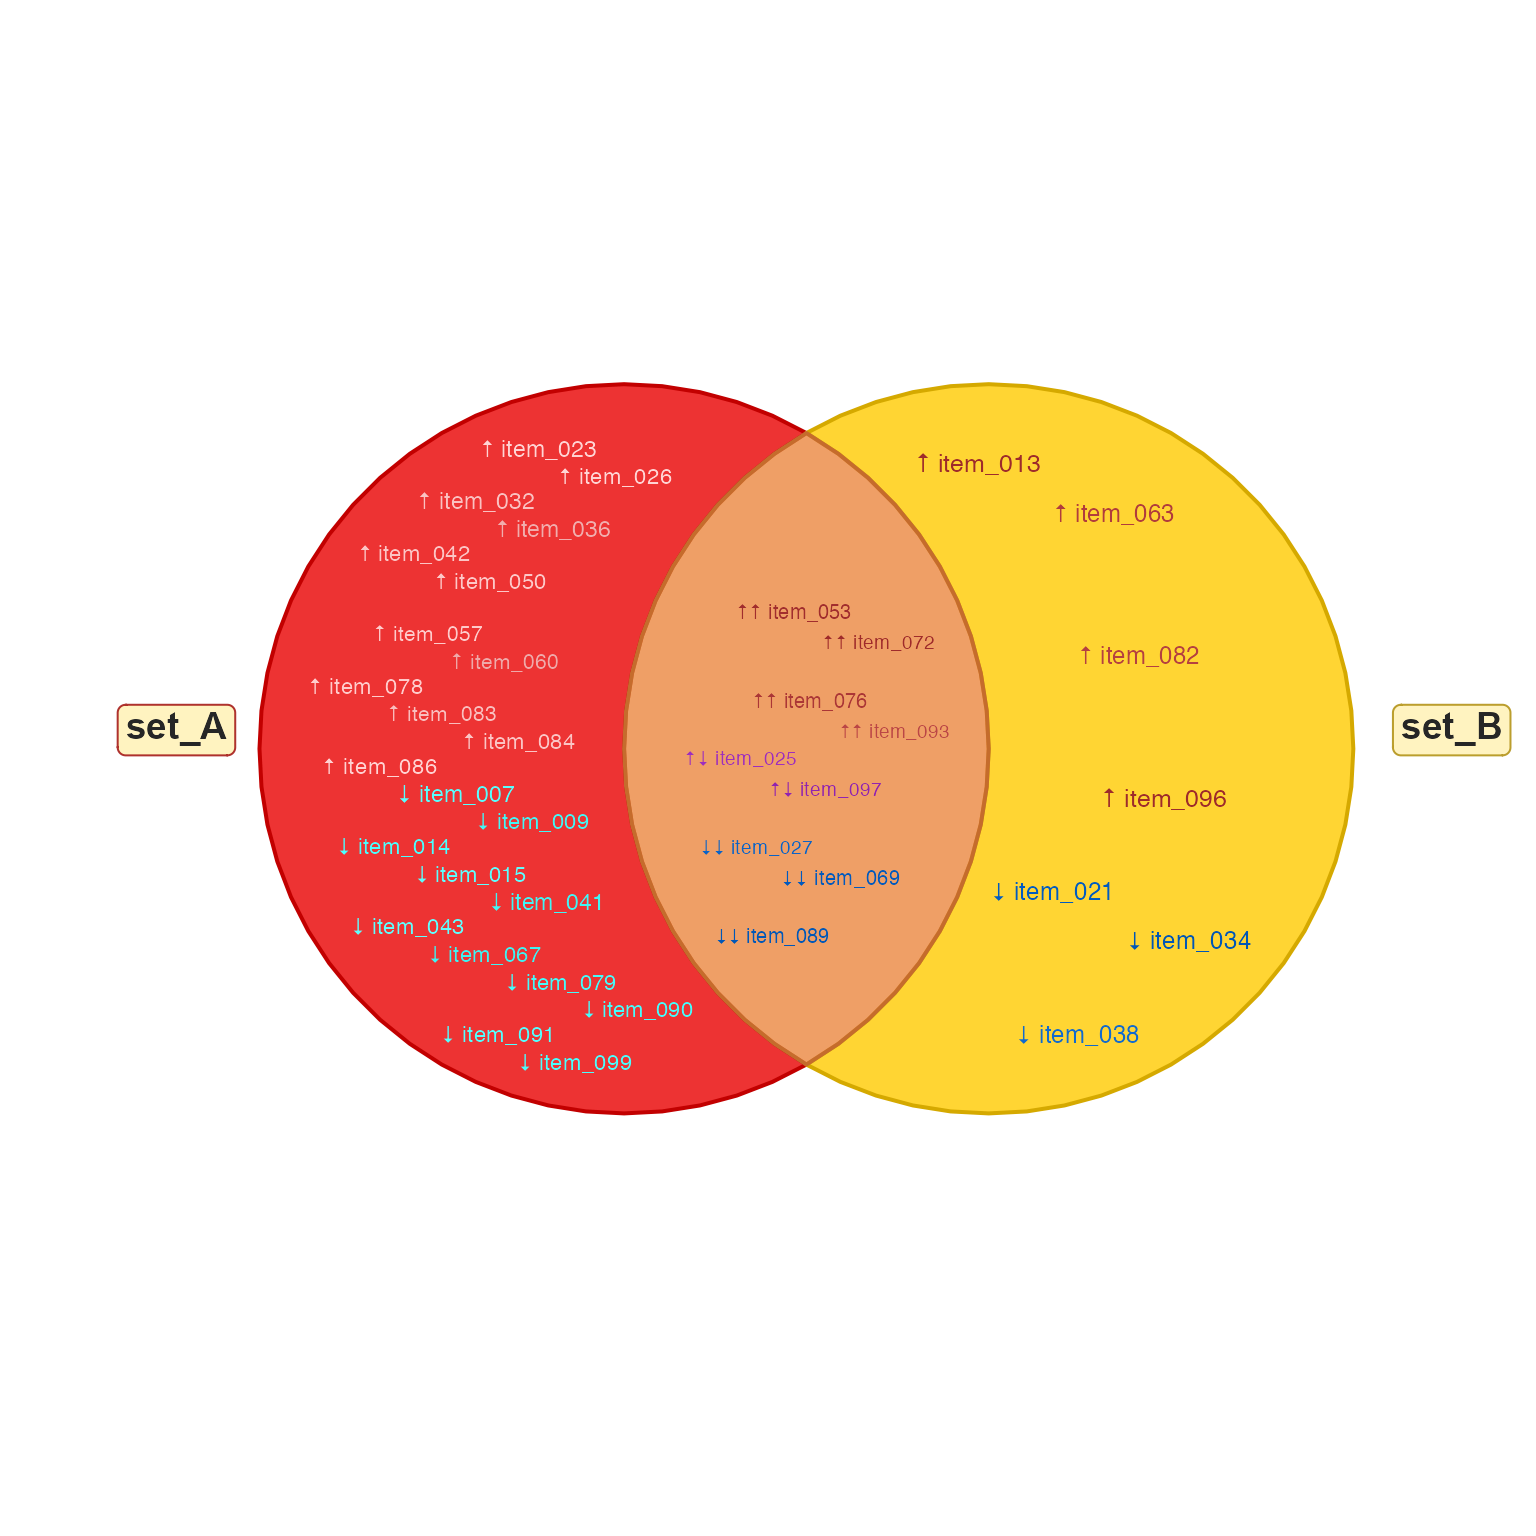 set_A
↑ item_023
↑ item_026
↑ item_032
↑ item_036
↑ item_042
↑ item_050
↑ item_057
↑ item_060
↑ item_078
↑ item_083
↑ item_084
↑ item_086
↓ item_007
↓ item_009
↓ item_014
↓ item_015
↓ item_041
↓ item_043
↓ item_067
↓ item_079
↓ item_090
↓ item_091
↓ item_099
↑↑ item_053
↑↑ item_072
↑↑ item_076
↑↑ item_093
↑↓ item_025
↑↓ item_097
↓↓ item_027
↓↓ item_069
↓↓ item_089
↑ item_013
↑ item_063
↑ item_082
↑ item_096
↓ item_021
↓ item_034
↓ item_038
set_B